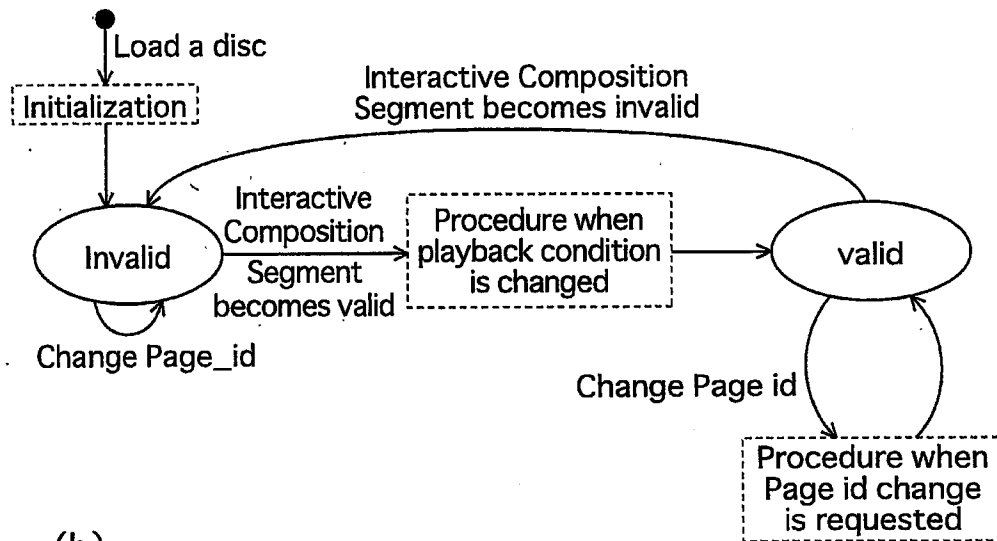 Load a disc
Initialization
Interactive Composition
Segment becomes invalid
Invalid
Interactive
Composition
Segment
becomes valid
Procedure when
playback condition
is changed
valid
Change Page_id
Change Page id
Procedure when
Page id change
is requested